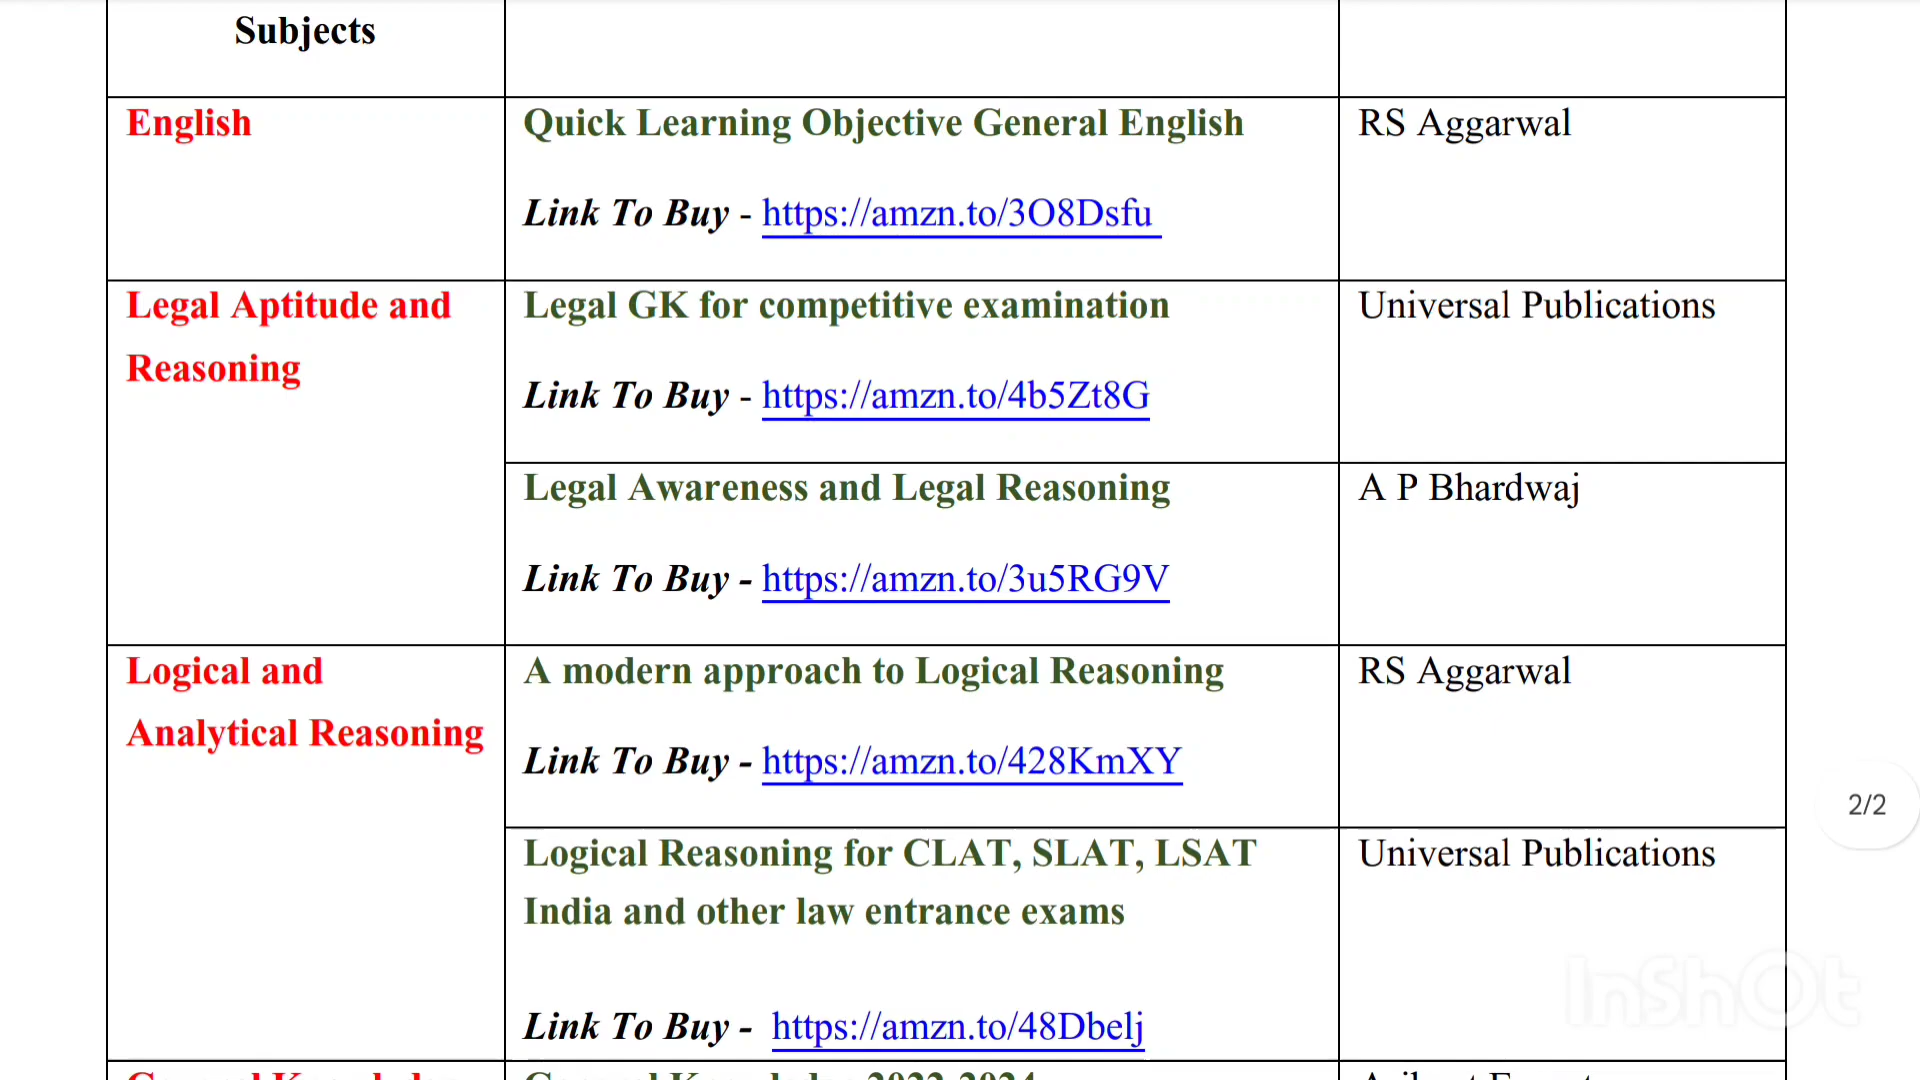 Subjects
English
Quick Learning Objective General English
RS Aggarwal
Link To Buy - https://amzn.to/3O8Dsfu
Legal Aptitude and
Reasoning
Legal GK for competitive examination
Universal Publications
Link To Buy - https://amzn.to/4b5Zt8G
Legal Awareness and Legal Reasoning
A P Bhardwaj
Link To Buy - https://amzn.to/3u5RG9V
Logical and
Analytical Reasoning
A modern approach to Logical Reasoning
RS Aggarwal
Link To Buy - https://amzn.to/428KmXY
2/2
Logical Reasoning for CLAT, SLAT, LSAT
India and other law entrance exams
Universal Publications
Link To Buy - https://amzn.to/48Dbelj
InShOt